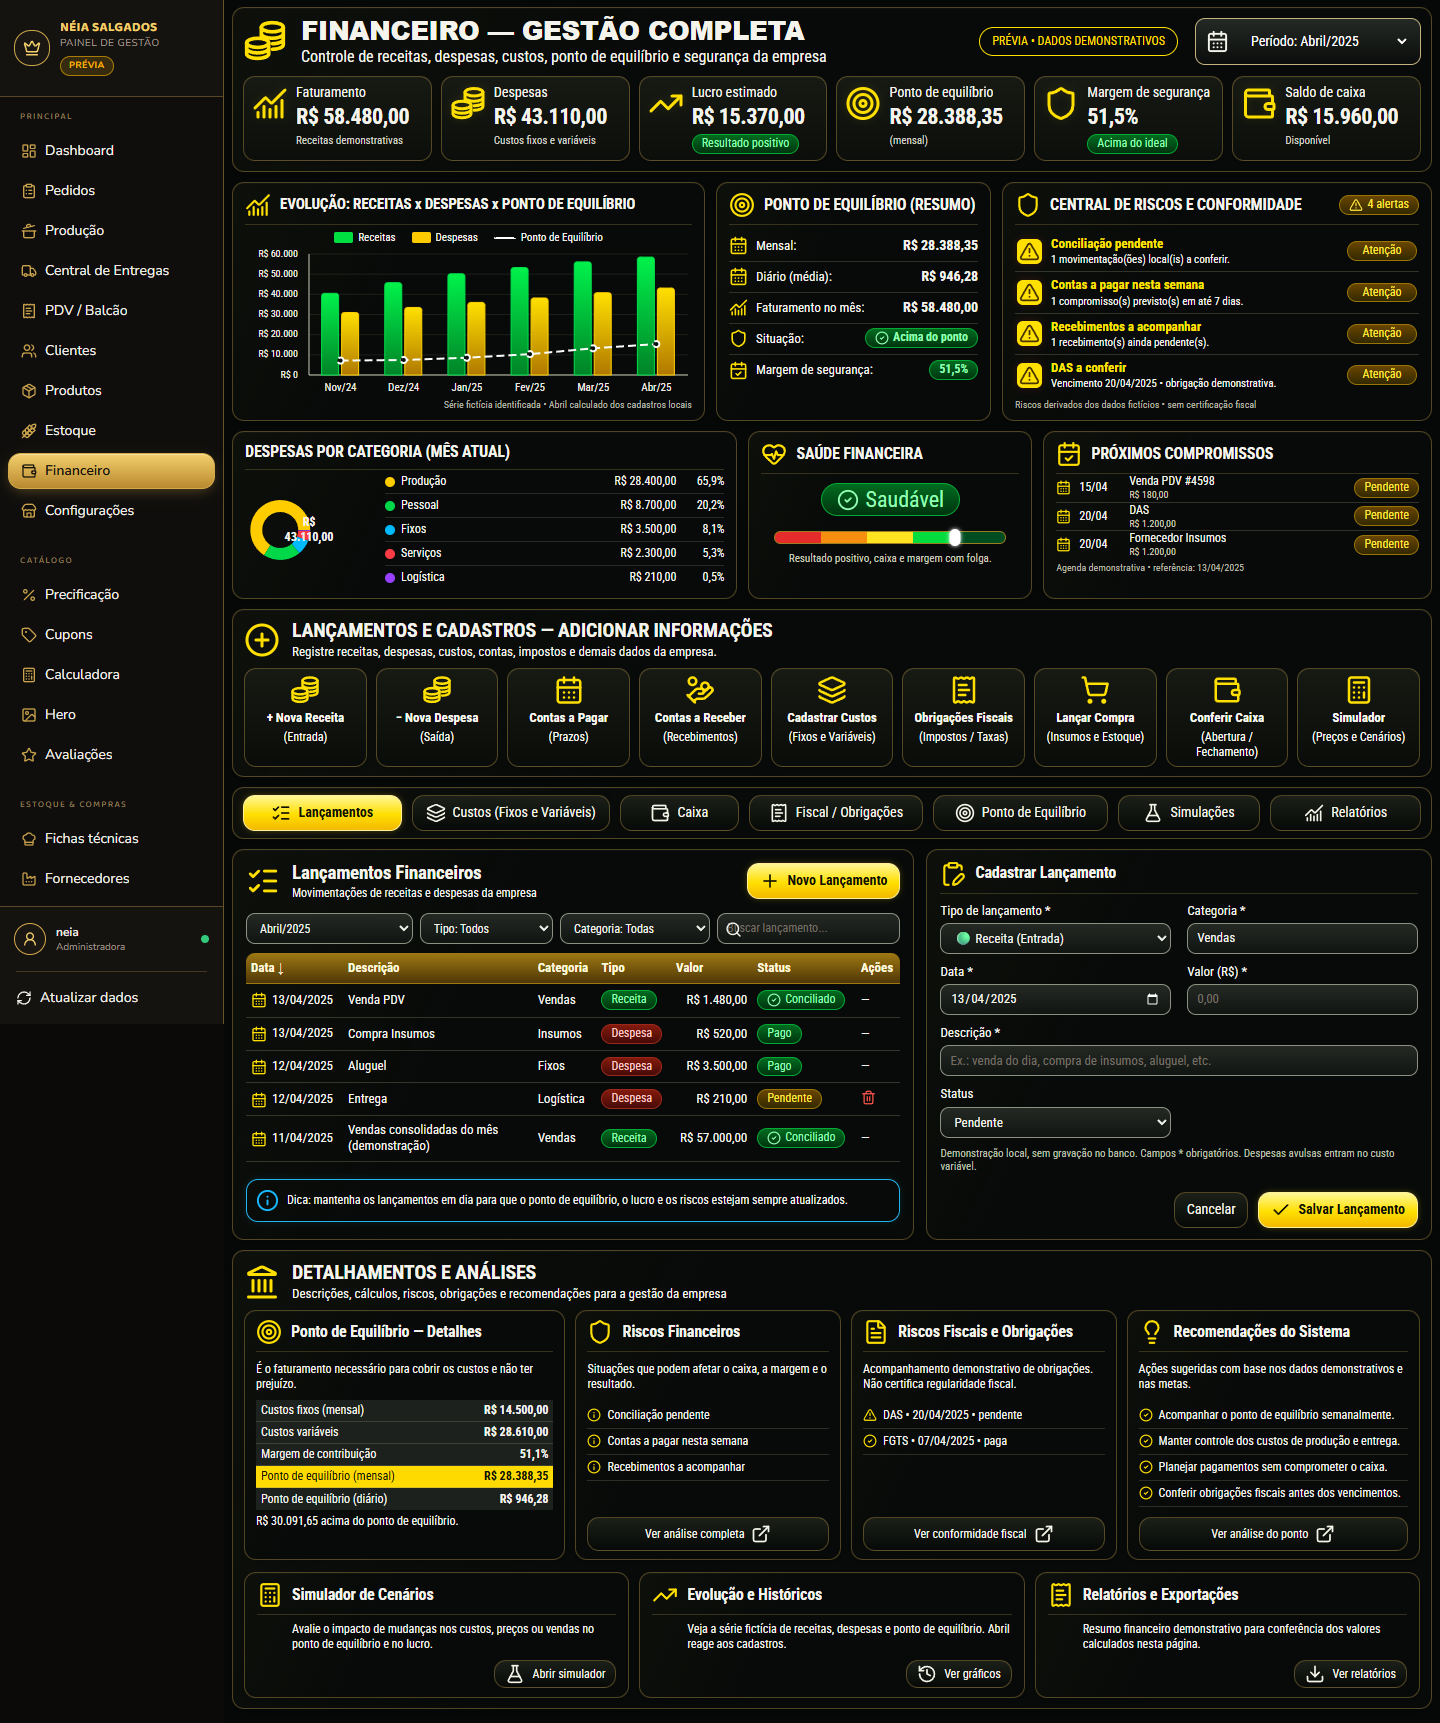 NÉIA SALGADOS
PAINEL DE GESTÃO
PRÉVIA
PRINCIPAL
Dashboard
Pedidos
Produção
Central de Entregas
PDV / Balcão
Clientes
Produtos
Estoque
Financeiro
Configurações
CATÁLOGO
Precificação
Cupons
Calculadora
Hero
Avaliações
ESTOQUE & COMPRAS
Fichas técnicas
Fornecedores
neia
Administradora
Atualizar dados
FINANCEIRO — GESTÃO COMPLETA
Controle de receitas, despesas, custos, ponto de equilíbrio e segurança da empresa
PRÉVIA • DADOS DEMONSTRATIVOS
Período: Abril/2025
Faturamento
R$ 58.480,00
Receitas demonstrativas
Despesas
R$ 43.110,00
Custos fixos e variáveis
Lucro estimado
R$ 15.370,00
Resultado positivo
Ponto de equilíbrio
R$ 28.388,35
(mensal)
Margem de segurança
51,5%
Acima do ideal
Saldo de caixa
R$ 15.960,00
Disponível
EVOLUÇÃO: RECEITAS x DESPESAS x PONTO DE EQUILÍBRIO
Receitas Despesas Ponto de Equilíbrio
R$ 60.000
R$ 50.000
R$ 40.000
R$ 30.000
R$ 20.000
R$ 10.000
R$ 0
Nov/24 Dez/24 Jan/25 Fev/25 Mar/25 Abr/25
Série fictícia identificada • Abril calculado dos cadastros locais
PONTO DE EQUILÍBRIO (RESUMO)
Mensal: R$ 28.388,35
Diário (média): R$ 946,28
Faturamento no mês: R$ 58.480,00
Situação: Acima do ponto
Margem de segurança: 51,5%
CENTRAL DE RISCOS E CONFORMIDADE
4 alertas
Conciliação pendente
1 movimentação(ões) local(is) a conferir.
Atenção
Contas a pagar nesta semana
1 compromisso(s) previsto(s) em até 7 dias.
Atenção
Recebimentos a acompanhar
1 recebimento(s) ainda pendente(s).
Atenção
DAS a conferir
Vencimento 20/04/2025 • obrigação demonstrativa.
Atenção
Riscos derivados dos dados fictícios • sem certificação fiscal
DESPESAS POR CATEGORIA (MÊS ATUAL)
R$
43.110,00
Produção R$ 28.400,00 65,9%
Pessoal R$ 8.700,00 20,2%
Fixos R$ 3.500,00 8,1%
Serviços R$ 2.300,00 5,3%
Logística R$ 210,00 0,5%
SAÚDE FINANCEIRA
Saudável
Resultado positivo, caixa e margem com folga.
PRÓXIMOS COMPROMISSOS
15/04 Venda PDV #4598
R$ 180,00
Pendente
20/04 DAS
R$ 1.200,00
Pendente
20/04 Fornecedor Insumos
R$ 1.200,00
Pendente
Agenda demonstrativa • referência: 13/04/2025
LANÇAMENTOS E CADASTROS — ADICIONAR INFORMAÇÕES
Registre receitas, despesas, custos, contas, impostos e demais dados da empresa.
+ Nova Receita
(Entrada)
− Nova Despesa
(Saída)
Contas a Pagar
(Prazos)
Contas a Receber
(Recebimentos)
Cadastrar Custos
(Fixos e Variáveis)
Obrigações Fiscais
(Impostos / Taxas)
Lançar Compra
(Insumos e Estoque)
Conferir Caixa
(Abertura /
Fechamento)
Simulador
(Preços e Cenários)
Lançamentos
Custos (Fixos e Variáveis)
Caixa
Fiscal / Obrigações
Ponto de Equilíbrio
Simulações
Relatórios
Lançamentos Financeiros
Movimentações de receitas e despesas da empresa
Novo Lançamento
Abril/2025
Tipo: Todos
Categoria: Todas
scar lançamento...
Data ↓ Descrição Categoria Tipo Valor Status Ações
13/04/2025 Venda PDV Vendas Receita R$ 1.480,00 Conciliado —
13/04/2025 Compra Insumos Insumos Despesa R$ 520,00 Pago —
12/04/2025 Aluguel Fixos Despesa R$ 3.500,00 Pago —
12/04/2025 Entrega Logística Despesa R$ 210,00 Pendente
11/04/2025 Vendas consolidadas do mês
(demonstração) Vendas Receita R$ 57.000,00 Conciliado —
Dica: mantenha os lançamentos em dia para que o ponto de equilíbrio, o lucro e os riscos estejam sempre atualizados.
Cadastrar Lançamento
Tipo de lançamento *
Receita (Entrada)
Categoria *
Vendas
Data *
13/04/2025
Valor (R$) *
0,00
Descrição *
Ex.: venda do dia, compra de insumos, aluguel, etc.
Status
Pendente
Demonstração local, sem gravação no banco. Campos * obrigatórios. Despesas avulsas entram no custo
variável.
Cancelar
Salvar Lançamento
DETALHAMENTOS E ANÁLISES
Descrições, cálculos, riscos, obrigações e recomendações para a gestão da empresa
Ponto de Equilíbrio — Detalhes
É o faturamento necessário para cobrir os custos e não ter
prejuízo.
Custos fixos (mensal) R$ 14.500,00
Custos variáveis R$ 28.610,00
Margem de contribuição 51,1%
Ponto de equilíbrio (mensal) R$ 28.388,35
Ponto de equilíbrio (diário) R$ 946,28
R$ 30.091,65 acima do ponto de equilíbrio.
Riscos Financeiros
Situações que podem afetar o caixa, a margem e o
resultado.
Conciliação pendente
Contas a pagar nesta semana
Recebimentos a acompanhar
Ver análise completa
Riscos Fiscais e Obrigações
Acompanhamento demonstrativo de obrigações.
Não certifica regularidade fiscal.
DAS • 20/04/2025 • pendente
FGTS • 07/04/2025 • paga
Ver conformidade fiscal
Recomendações do Sistema
Ações sugeridas com base nos dados demonstrativos e
nas metas.
Acompanhar o ponto de equilíbrio semanalmente.
Manter controle dos custos de produção e entrega.
Planejar pagamentos sem comprometer o caixa.
Conferir obrigações fiscais antes dos vencimentos.
Ver análise do ponto
Simulador de Cenários
Avalie o impacto de mudanças nos custos, preços ou vendas no
ponto de equilíbrio e no lucro.
Abrir simulador
Evolução e Históricos
Veja a série fictícia de receitas, despesas e ponto de equilíbrio. Abril
reage aos cadastros.
Ver gráficos
Relatórios e Exportações
Resumo financeiro demonstrativo para conferência dos valores
calculados nesta página.
Ver relatórios